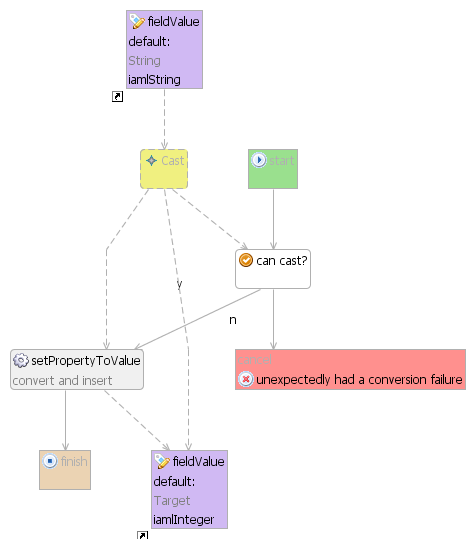 fieldValue
default:
String
iamlString
Cast
start
can cast?
y
n
setPropertyToValue
convert and insert
unexpectedly had a conversion failure
finish
fieldValue
default:
Target
iamlInteger